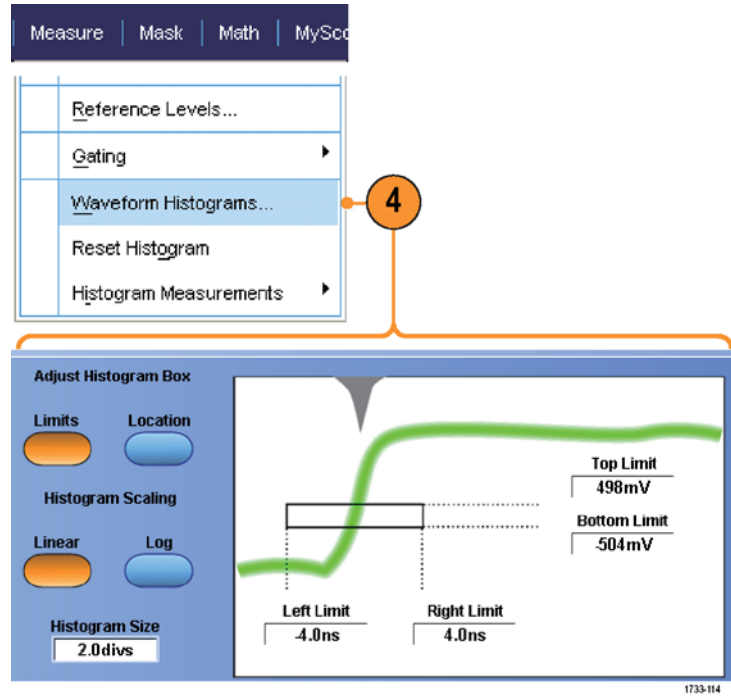 Measure Mask Math MySco
Reference Levels...
Gating
Waveform Histograms...
4
Reset Histogram
Histogram Measurements
Adjust Histogram Box
Limits Location
Histogram Scaling
Linear Log
Histogram Size
2.0divs
Top Limit
498mV
Bottom Limit
-504mV
Left Limit
-4.0ns
Right Limit
4.0ns
1733-114